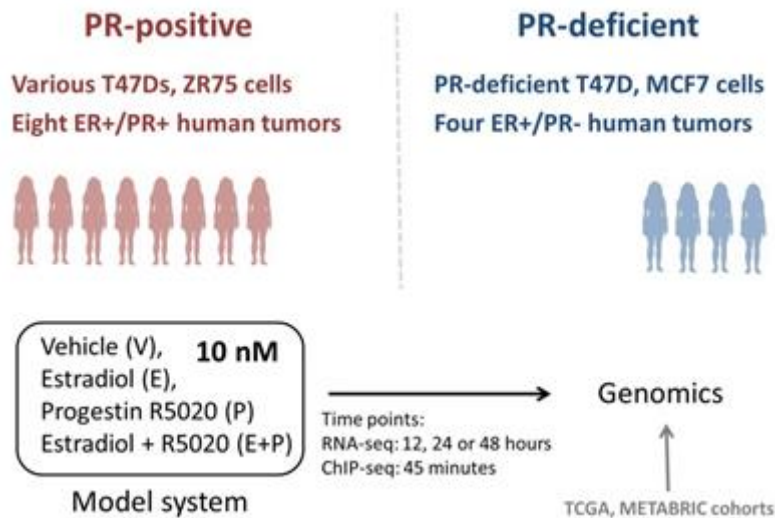 PR-positive
Various T47Ds, ZR75 cells
Eight ER+/PR+ human tumors
PR-deficient
PR-deficient T47D, MCF7 cells
Four ER+/PR- human tumors
Vehicle (V), 10 nM
Estradiol (E),
Progestin R5020 (P)
Estradiol + R5020 (E+P)
Model system
Time points:
RNA-seq: 12, 24 or 48 hours
ChIP-seq: 45 minutes
Genomics
TCGA, METABRIC cohorts